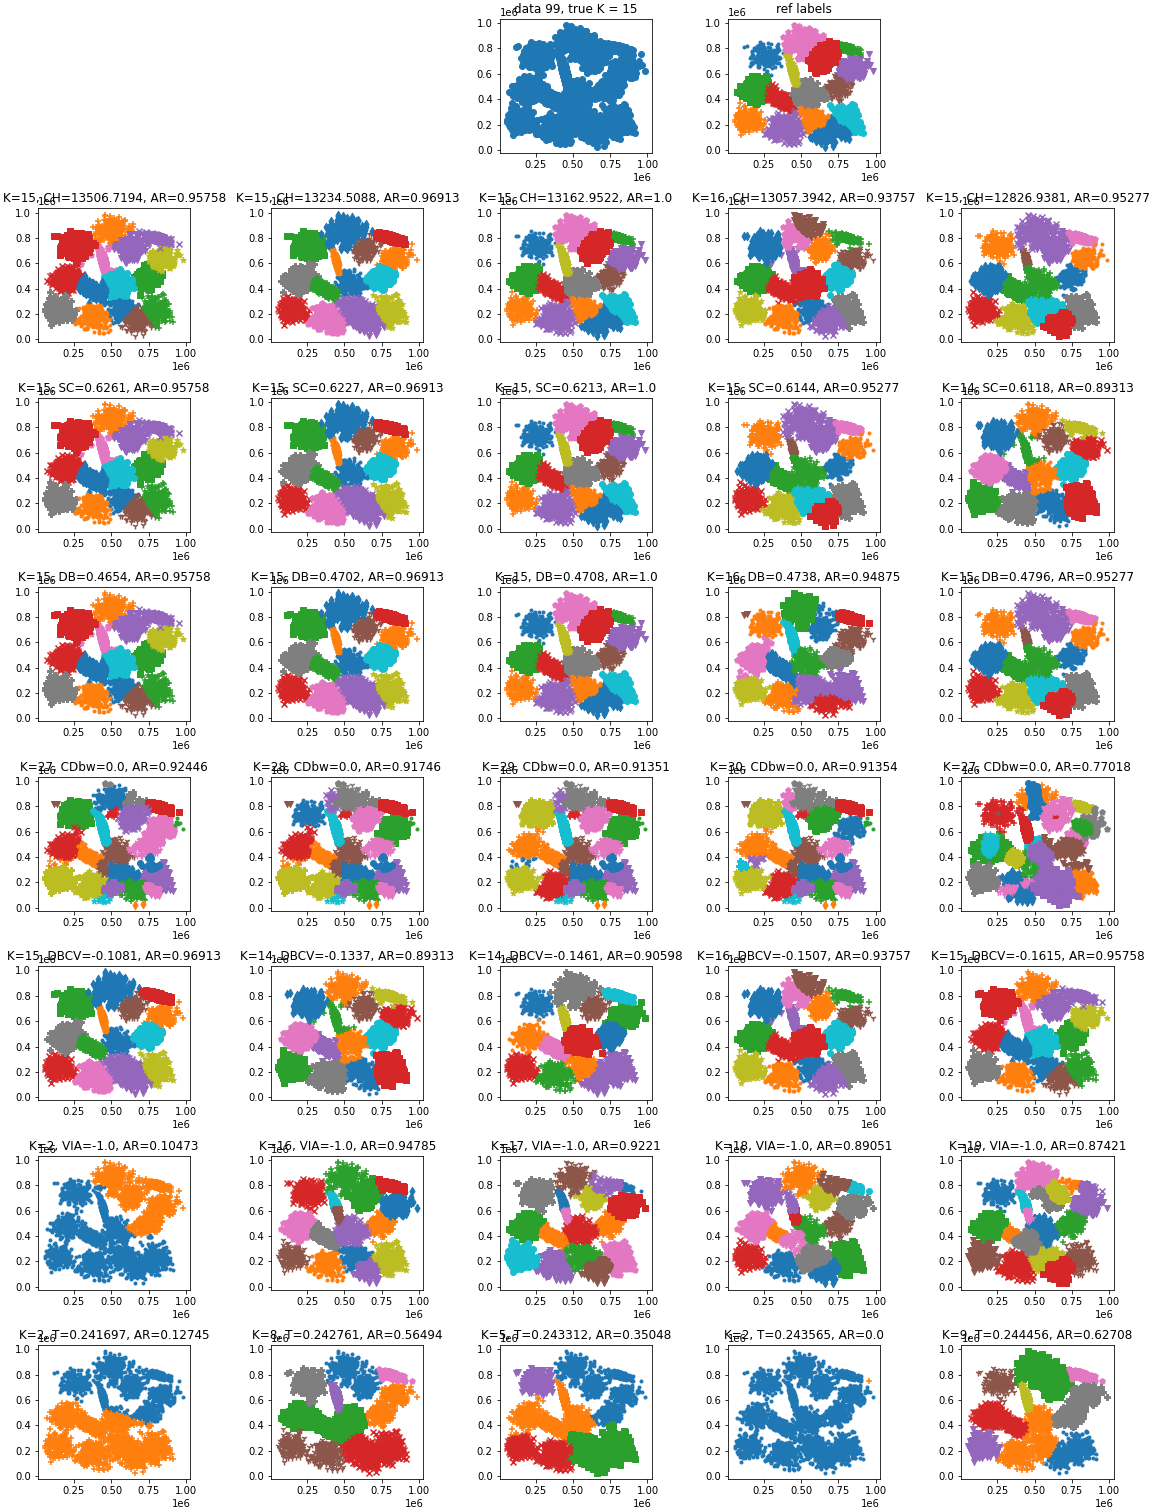 data 99, true K = 15
ref labels
K=15, CH=13506.7194, AR=0.95758
K=15, CH=13234.5088, AR=0.96913
K=15, CH=13162.9522, AR=1.0
K=16, CH=13057.3942, AR=0.93757
K=15, CH=12826.9381, AR=0.95277
K=15, SC=0.6261, AR=0.95758
K=15, SC=0.6227, AR=0.96913
K=15, SC=0.6213, AR=1.0
K=15, SC=0.6144, AR=0.95277
K=14, SC=0.6118, AR=0.89313
K=15, DB=0.4654, AR=0.95758
K=15, DB=0.4702, AR=0.96913
K=15, DB=0.4708, AR=1.0
K=16, DB=0.4738, AR=0.94875
K=15, DB=0.4796, AR=0.95277
K=27, CDbw=0.0, AR=0.92446
K=28, CDbw=0.0, AR=0.91746
K=29, CDbw=0.0, AR=0.91351
K=30, CDbw=0.0, AR=0.91354
K=27, CDbw=0.0, AR=0.77018
K=15, DBCV=-0.1081, AR=0.96913
K=14, DBCV=-0.1337, AR=0.89313
K=14, DBCV=-0.1461, AR=0.90598
K=16, DBCV=-0.1507, AR=0.93757
K=15, DBCV=-0.1615, AR=0.95758
K=2, VIA=-1.0, AR=0.10473
K=16, VIA=-1.0, AR=0.94785
K=17, VIA=-1.0, AR=0.9221
K=18, VIA=-1.0, AR=0.89051
K=19, VIA=-1.0, AR=0.87421
K=2, T=0.241697, AR=0.12745
K=8, T=0.242761, AR=0.56494
K=5, T=0.243312, AR=0.35048
K=2, T=0.243565, AR=0.0
K=9, T=0.244456, AR=0.62708